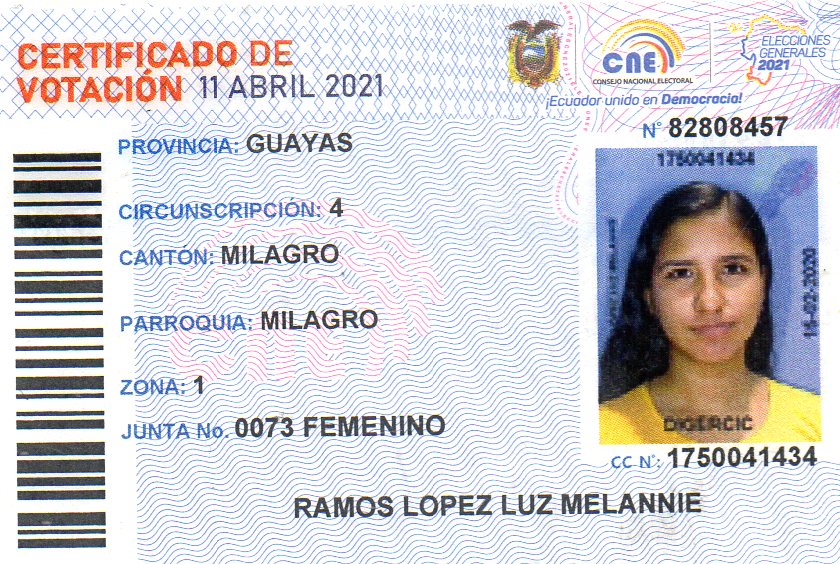 CERTIFICADO DE
VOTACIÓN 11 ABRIL 2021
CNE
CONSEJO NACIONAL ELECTORAL
ELECCIONES
GENERALES
2021
¡Ecuador unido en Democracia!
N° 82808457
PROVINCIA: GUAYAS
CIRCUNSCRIPCIÓN: 4
CANTÓN: MILAGRO
PARROQUIA: MILAGRO
ZONA: 1
JUNTA No. 0073 FEMENINO
1750041434
15-02-2020
DIGERCIC
CC N°: 1750041434
RAMOS LOPEZ LUZ MELANNIE